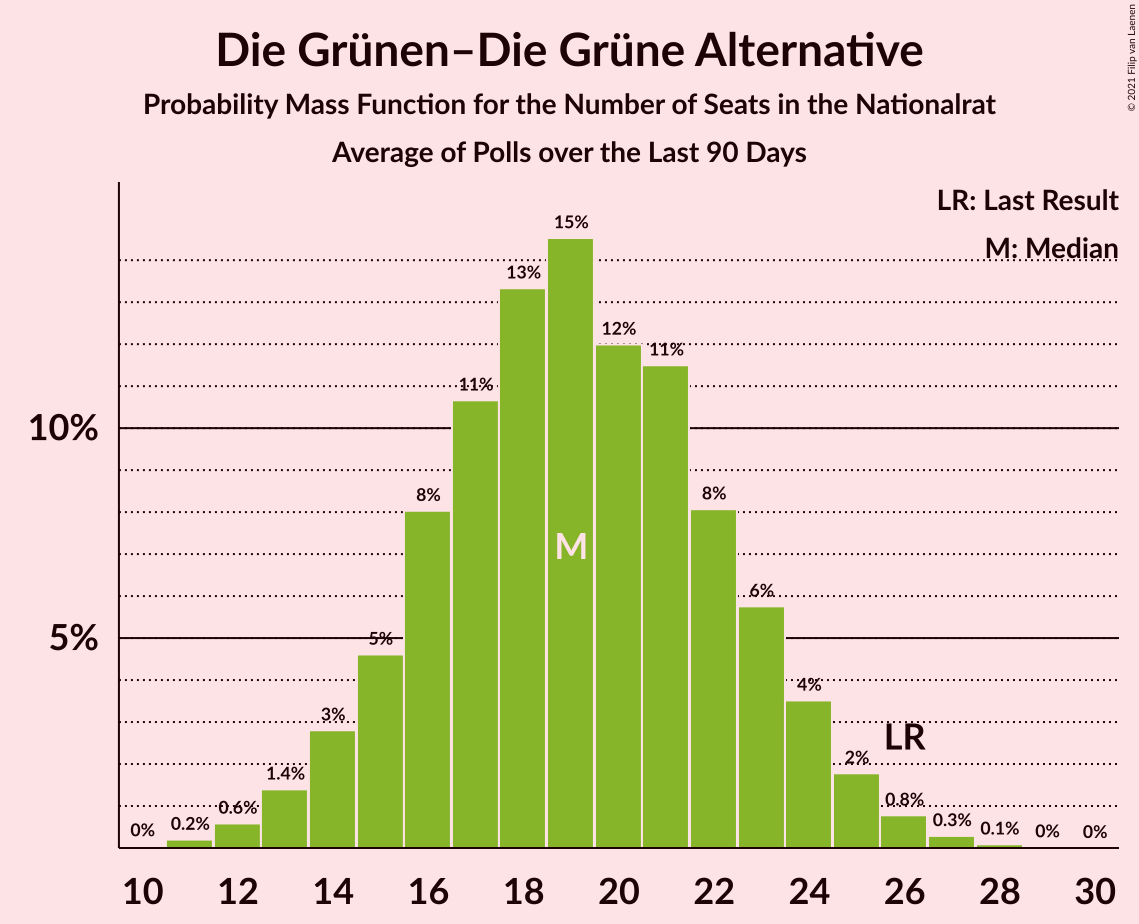 Die Grünen–Die Grüne Alternative
Probability Mass Function for the Number of Seats in the Nationalrat
Average of Polls over the Last 90 Days
© 2021 Filip van Laenen
LR: Last Result
M: Median
15%
13%
12%
11%
11%
10%
8%
8%
M
6%
5%
5%
4%
3%
LR
2%
1.4%
0.8%
0.6%
0.3%
0.2%
0.1%
0%
0%
0%
10 12 14 16 18 20 22 24 26 28 30